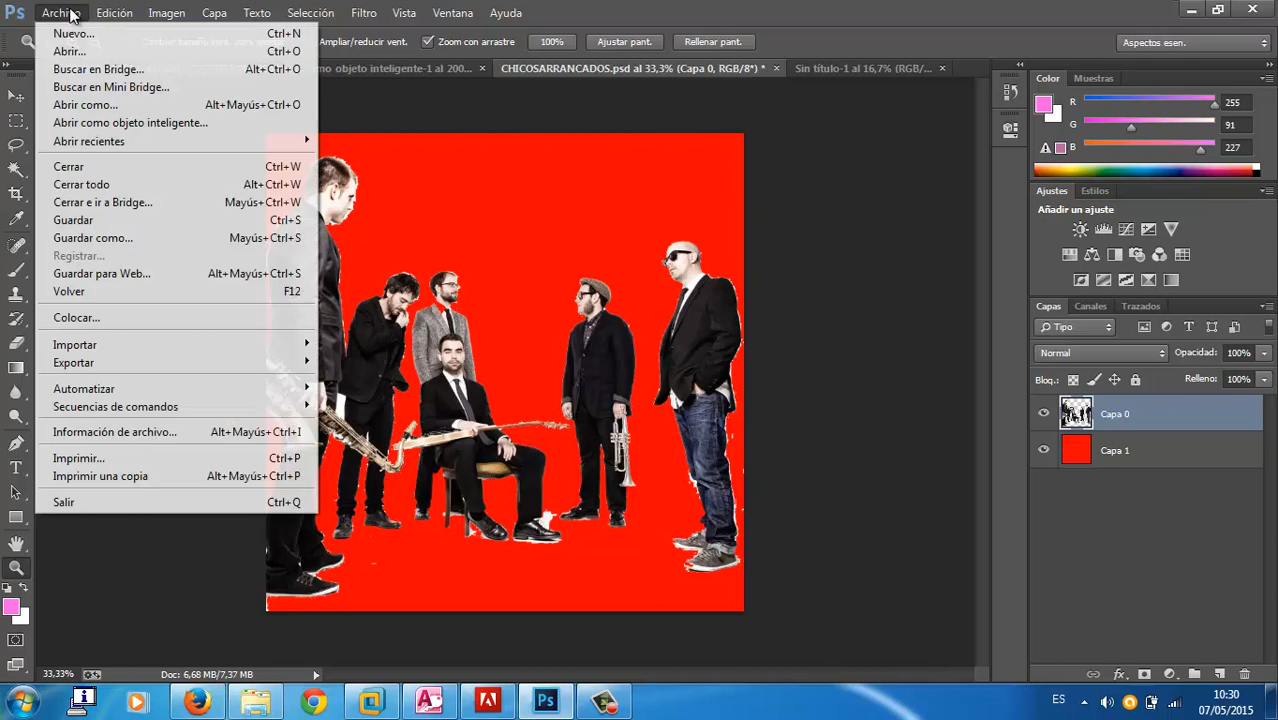 Ps Archivo Edición Imagen Capa Texto Selección Filtro Vista Ventana Ayuda
Ampliar/reducir vent. Zoom con arrastre 100% Ajustar pant. Rellenar pant. Aspectos esen.
mo objeto inteligente-1 al 200... × CHICOSARRANCADOS.psd al 33,3% (Capa 0, RGB/8*) * × Sin título-1 al 16,7% (RGB/... ×
Nuevo... Ctrl+N
Abrir... Ctrl+O
Buscar en Bridge... Alt+Ctrl+O
Buscar en Mini Bridge...
Abrir como... Alt+Mayús+Ctrl+O
Abrir como objeto inteligente...
Abrir recientes
Cerrar Ctrl+W
Cerrar todo Alt+Ctrl+W
Cerrar e ir a Bridge... Mayús+Ctrl+W
Guardar Ctrl+S
Guardar como... Mayús+Ctrl+S
Registrar...
Guardar para Web... Alt+Mayús+Ctrl+S
Volver F12
Colocar...
Importar
Exportar
Automatizar
Secuencias de comandos
Información de archivo... Alt+Mayús+Ctrl+I
Imprimir... Ctrl+P
Imprimir una copia Alt+Mayús+Ctrl+P
Salir Ctrl+Q
Color Muestras
R 255
G 91
B 227
Ajustes Estilos
Añadir un ajuste
Capas Canales Trazados
Tipo
Normal Opacidad: 100%
Bloq.: Relleno: 100%
Capa 0
Capa 1
33,33% Doc: 6,68 MB/7,37 MB
ES 10:30
07/05/2015